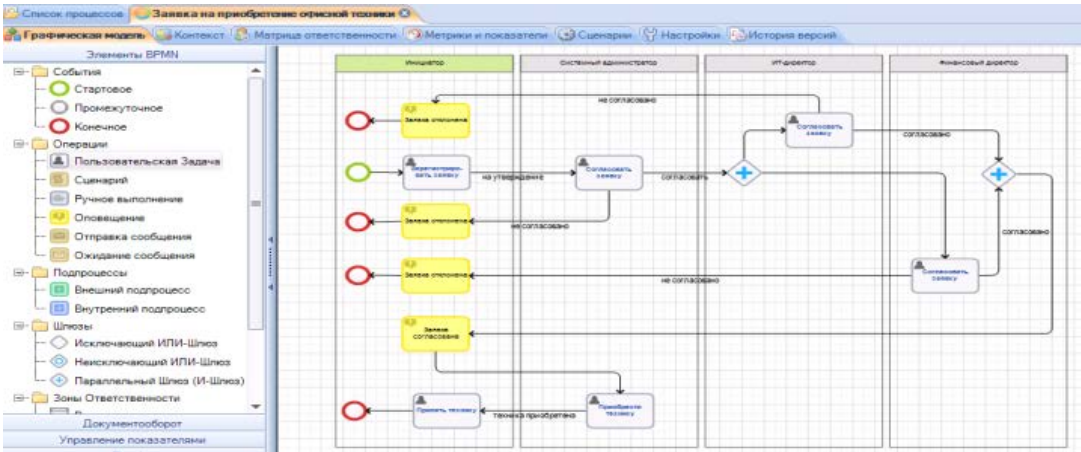 Список процессов
Заявка на приобретение офисной техники
Графическая модель
Контекст
Матрица ответственности
Метрики и показатели
Сценарии
Настройки
История версий
Элементы BPMN
События
Стартовое
Промежуточное
Конечное
Операции
Пользовательская Задача
Сценарий
Ручное выполнение
Оповещение
Отправка сообщения
Ожидание сообщения
Подпроцессы
Внешний подпроцесс
Внутренний подпроцесс
Шлюзы
Исключающий ИЛИ-Шлюз
Неисключающий ИЛИ-Шлюз
Параллельный Шлюз (И-Шлюз)
Зоны Ответственности
Документооборот
Управление показателями
Инициатор
Системный администратор
ИТ-директор
Финансовый директор
не согласовано
Заявка отклонена
Согласовать
заявку
согласовано
Зарегистриро-
вать заявку
на утверждение
Согласовать
заявку
согласовать
Заявка отклонена
не согласовано
согласовано
Заявка отклонена
не согласовано
Согласовать
заявку
Заявка
согласована
Принять технику
техника приобретена
Приобрести
технику